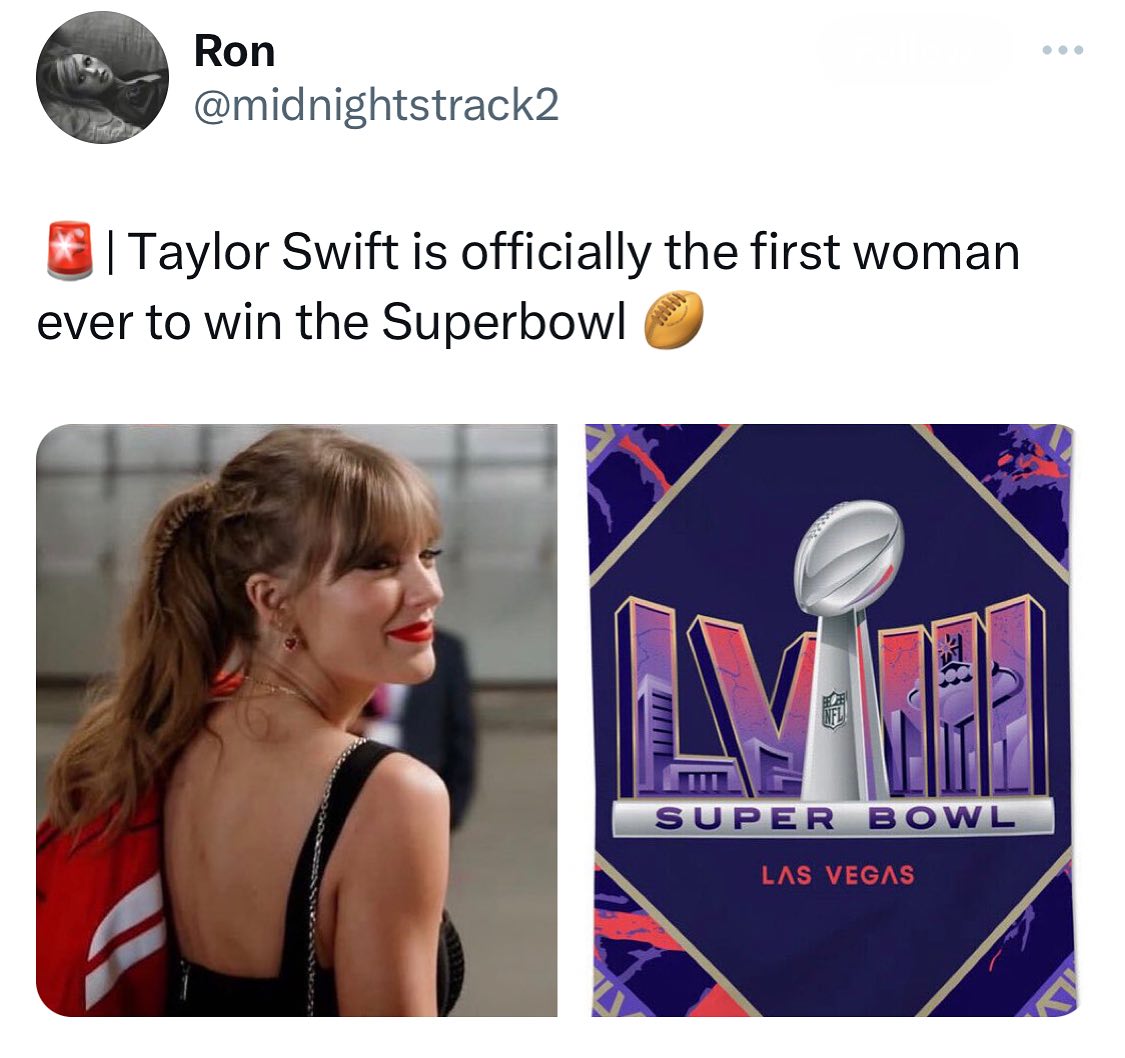 Ron
@midnightstrack2
🚨 | Taylor Swift is officially the first woman
ever to win the Superbowl 🏈
LVIII
NFL
SUPER BOWL
LAS VEGAS